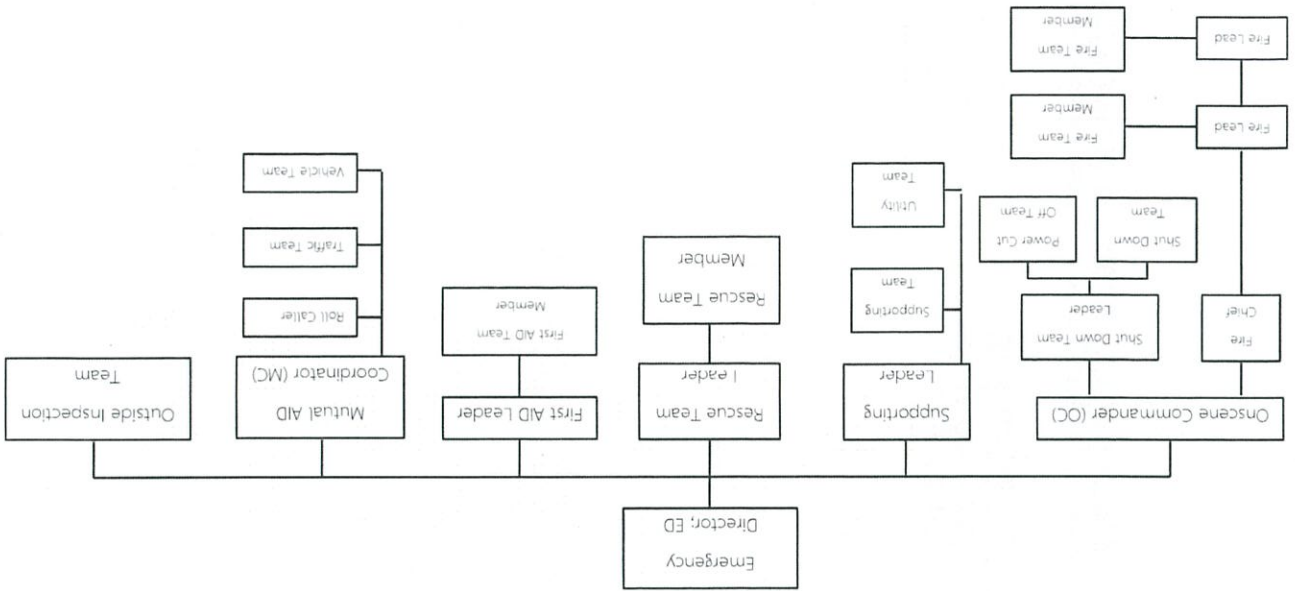 Emergency
Director, ED
Onscene Commander (OC)
Fire
Chief
Shut Down Team
Leader
Shut Down
Team
Power Cut
Off Team
Fire Lead
Fire Team
Member
Fire Lead
Fire Team
Member
Supporting
Leader
Supporting
Team
Utility
Team
Rescue Team
Leader
Rescue Team
Member
First AID Leader
First AID Team
Member
Mutual AID
Coordinator (MC)
Roll Caller
Traffic Team
Vehicle Team
Outside Inspection
Team